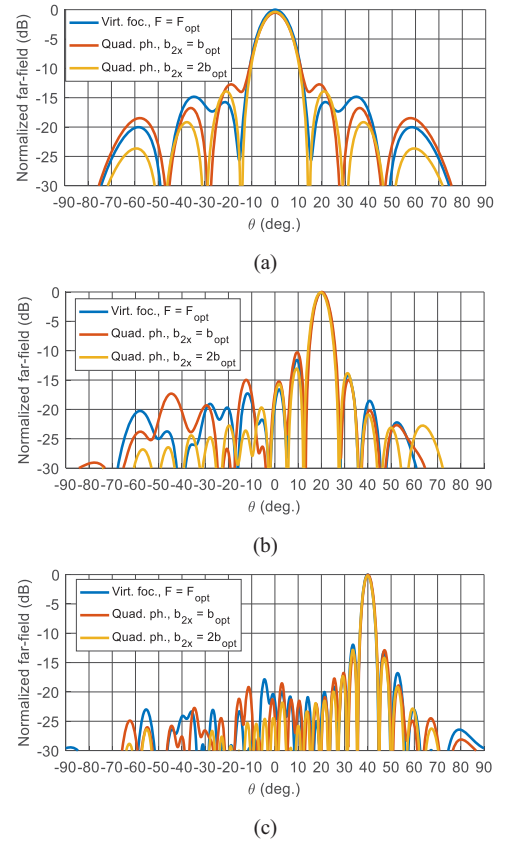 Normalized far-field (dB)
0
-5
-10
-15
-20
-25
-30
Virt. foc., F = Fopt
Quad. ph., b2x = bopt
Quad. ph., b2x = 2bopt
-90 -80 -70 -60 -50 -40 -30 -20 -10 0 10 20 30 40 50 60 70 80 90
θ (deg.)
(a)
Normalized far-field (dB)
0
-5
-10
-15
-20
-25
-30
Virt. foc., F = Fopt
Quad. ph., b2x = bopt
Quad. ph., b2x = 2bopt
-90 -80 -70 -60 -50 -40 -30 -20 -10 0 10 20 30 40 50 60 70 80 90
θ (deg.)
(b)
Normalized far-field (dB)
0
-5
-10
-15
-20
-25
-30
Virt. foc., F = Fopt
Quad. ph., b2x = bopt
Quad. ph., b2x = 2bopt
-90 -80 -70 -60 -50 -40 -30 -20 -10 0 10 20 30 40 50 60 70 80 90
θ (deg.)
(c)